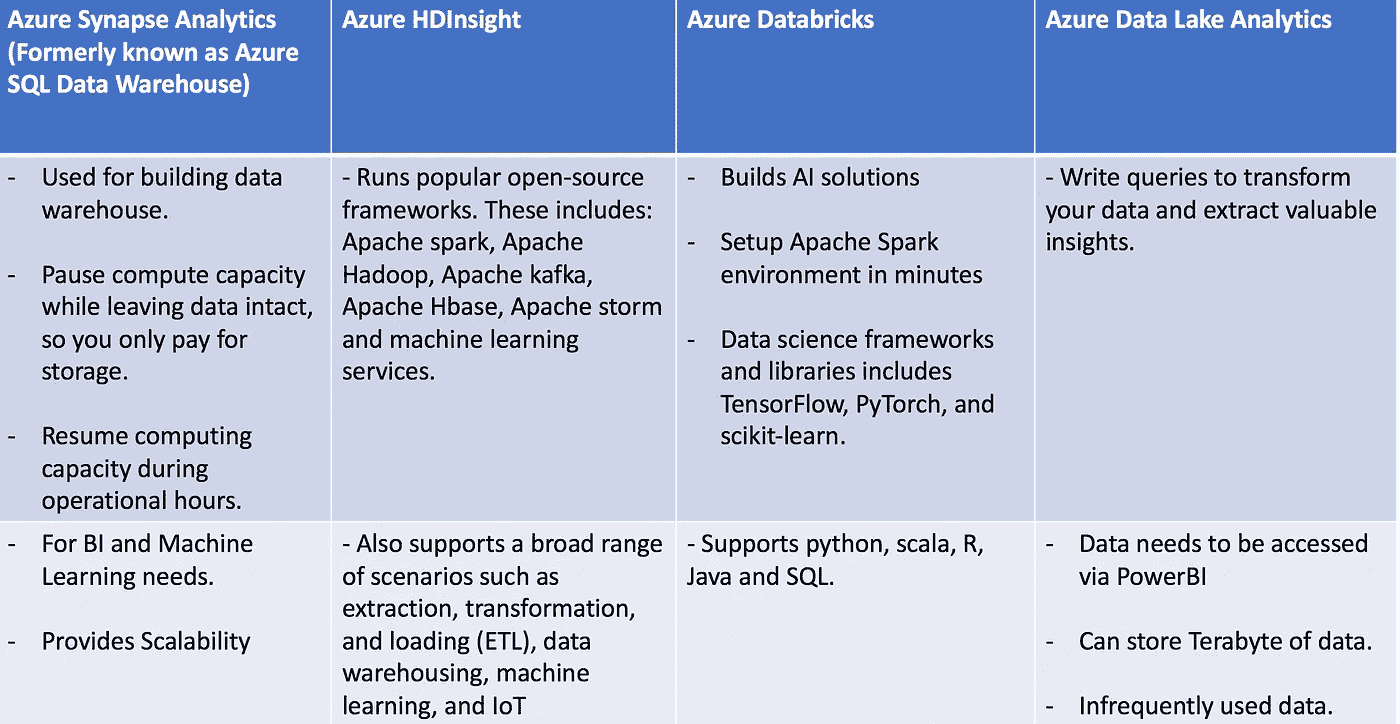 Azure Synapse Analytics
(Formerly known as Azure
SQL Data Warehouse)
Azure HDInsight
Azure Databricks
Azure Data Lake Analytics
- Used for building data
warehouse.
- Pause compute capacity
while leaving data intact,
so you only pay for
storage.
- Resume computing
capacity during
operational hours.
- Runs popular open-source
frameworks. These includes:
Apache spark, Apache
Hadoop, Apache kafka,
Apache Hbase, Apache storm
and machine learning
services.
- Builds AI solutions
- Setup Apache Spark
environment in minutes
- Data science frameworks
and libraries includes
TensorFlow, PyTorch, and
scikit-learn.
- Write queries to transform
your data and extract valuable
insights.
- For BI and Machine
Learning needs.
- Provides Scalability
- Also supports a broad range
of scenarios such as
extraction, transformation,
and loading (ETL), data
warehousing, machine
learning, and IoT
- Supports python, scala, R,
Java and SQL.
- Data needs to be accessed
via PowerBI
- Can store Terabyte of data.
- Infrequently used data.